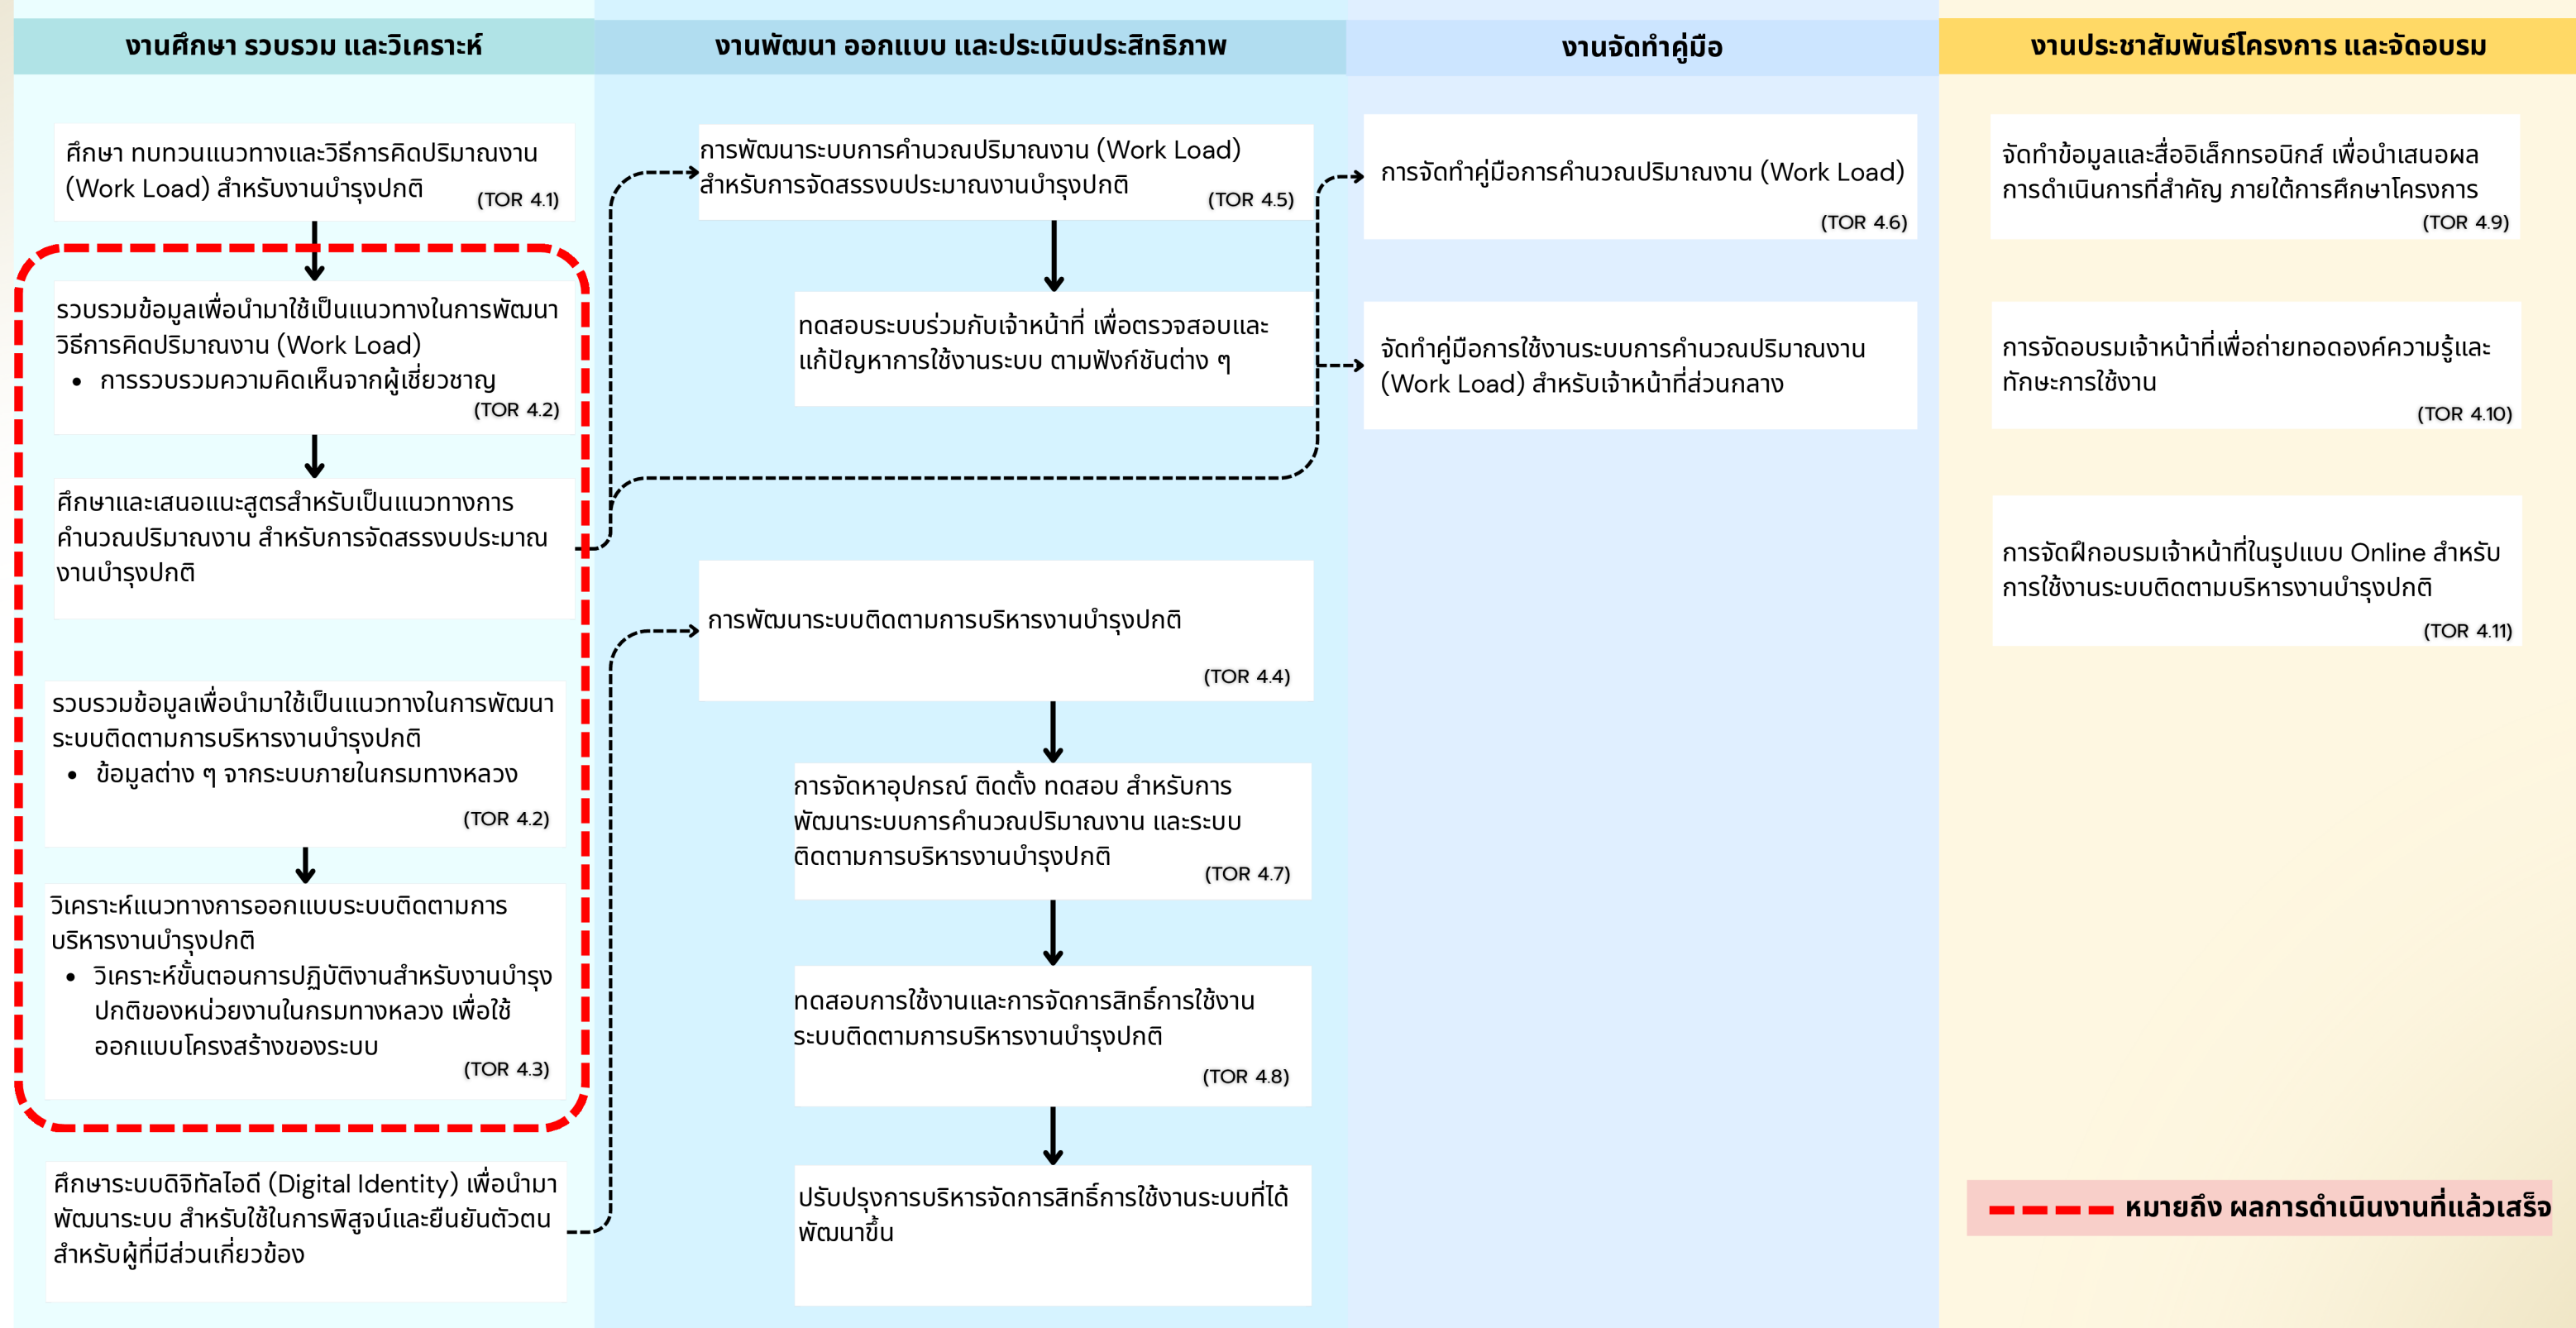 งานศึกษา รวบรวม และวิเคราะห์
ศึกษา ทบทวนแนวทางและวิธีการคิดปริมาณงาน
(Work Load) สำหรับงานบำรุงปกติ
(TOR 4.1)
รวบรวมข้อมูลเพื่อนำมาใช้เป็นแนวทางในการพัฒนา
วิธีการคิดปริมาณงาน (Work Load)
• การรวบรวมความคิดเห็นจากผู้เชี่ยวชาญ
(TOR 4.2)
ศึกษาและเสนอแนะสูตรสำหรับเป็นแนวทางการ
คำนวณปริมาณงาน สำหรับการจัดสรรงบประมาณ
งานบำรุงปกติ
รวบรวมข้อมูลเพื่อนำมาใช้เป็นแนวทางในการพัฒนา
ระบบติดตามการบริหารงานบำรุงปกติ
• ข้อมูลต่าง ๆ จากระบบภายในกรมทางหลวง
(TOR 4.2)
วิเคราะห์แนวทางการออกแบบระบบติดตามการ
บริหารงานบำรุงปกติ
• วิเคราะห์ขั้นตอนการปฏิบัติงานสำหรับงานบำรุง
ปกติของหน่วยงานในกรมทางหลวง เพื่อใช้
ออกแบบโครงสร้างของระบบ
(TOR 4.3)
ศึกษาระบบดิจิทัลไอดี (Digital Identity) เพื่อนำมา
พัฒนาระบบ สำหรับใช้ในการพิสูจน์และยืนยันตัวตน
สำหรับผู้ที่มีส่วนเกี่ยวข้อง
งานพัฒนา ออกแบบ และประเมินประสิทธิภาพ
การพัฒนาระบบการคำนวณปริมาณงาน (Work Load)
สำหรับการจัดสรรงบประมาณงานบำรุงปกติ
(TOR 4.5)
ทดสอบระบบร่วมกับเจ้าหน้าที่ เพื่อตรวจสอบและ
แก้ปัญหาการใช้งานระบบ ตามฟังก์ชันต่าง ๆ
การพัฒนาระบบติดตามการบริหารงานบำรุงปกติ
(TOR 4.4)
การจัดหาอุปกรณ์ ติดตั้ง ทดสอบ สำหรับการ
พัฒนาระบบการคำนวณปริมาณงาน และระบบ
ติดตามการบริหารงานบำรุงปกติ
(TOR 4.7)
ทดสอบการใช้งานและการจัดการสิทธิ์การใช้งาน
ระบบติดตามการบริหารงานบำรุงปกติ
(TOR 4.8)
ปรับปรุงการบริหารจัดการสิทธิ์การใช้งานระบบที่ได้
พัฒนาขึ้น
งานจัดทำคู่มือ
การจัดทำคู่มือการคำนวณปริมาณงาน (Work Load)
(TOR 4.6)
จัดทำคู่มือการใช้งานระบบการคำนวณปริมาณงาน
(Work Load) สำหรับเจ้าหน้าที่ส่วนกลาง
งานประชาสัมพันธ์โครงการ และจัดอบรม
จัดทำข้อมูลและสื่ออิเล็กทรอนิกส์ เพื่อนำเสนอผล
การดำเนินการที่สำคัญ ภายใต้การศึกษาโครงการ
(TOR 4.9)
การจัดอบรมเจ้าหน้าที่เพื่อถ่ายทอดองค์ความรู้และ
ทักษะการใช้งาน
(TOR 4.10)
การจัดฝึกอบรมเจ้าหน้าที่ในรูปแบบ Online สำหรับ
การใช้งานระบบติดตามบริหารงานบำรุงปกติ
(TOR 4.11)
หมายถึง ผลการดำเนินงานที่แล้วเสร็จ